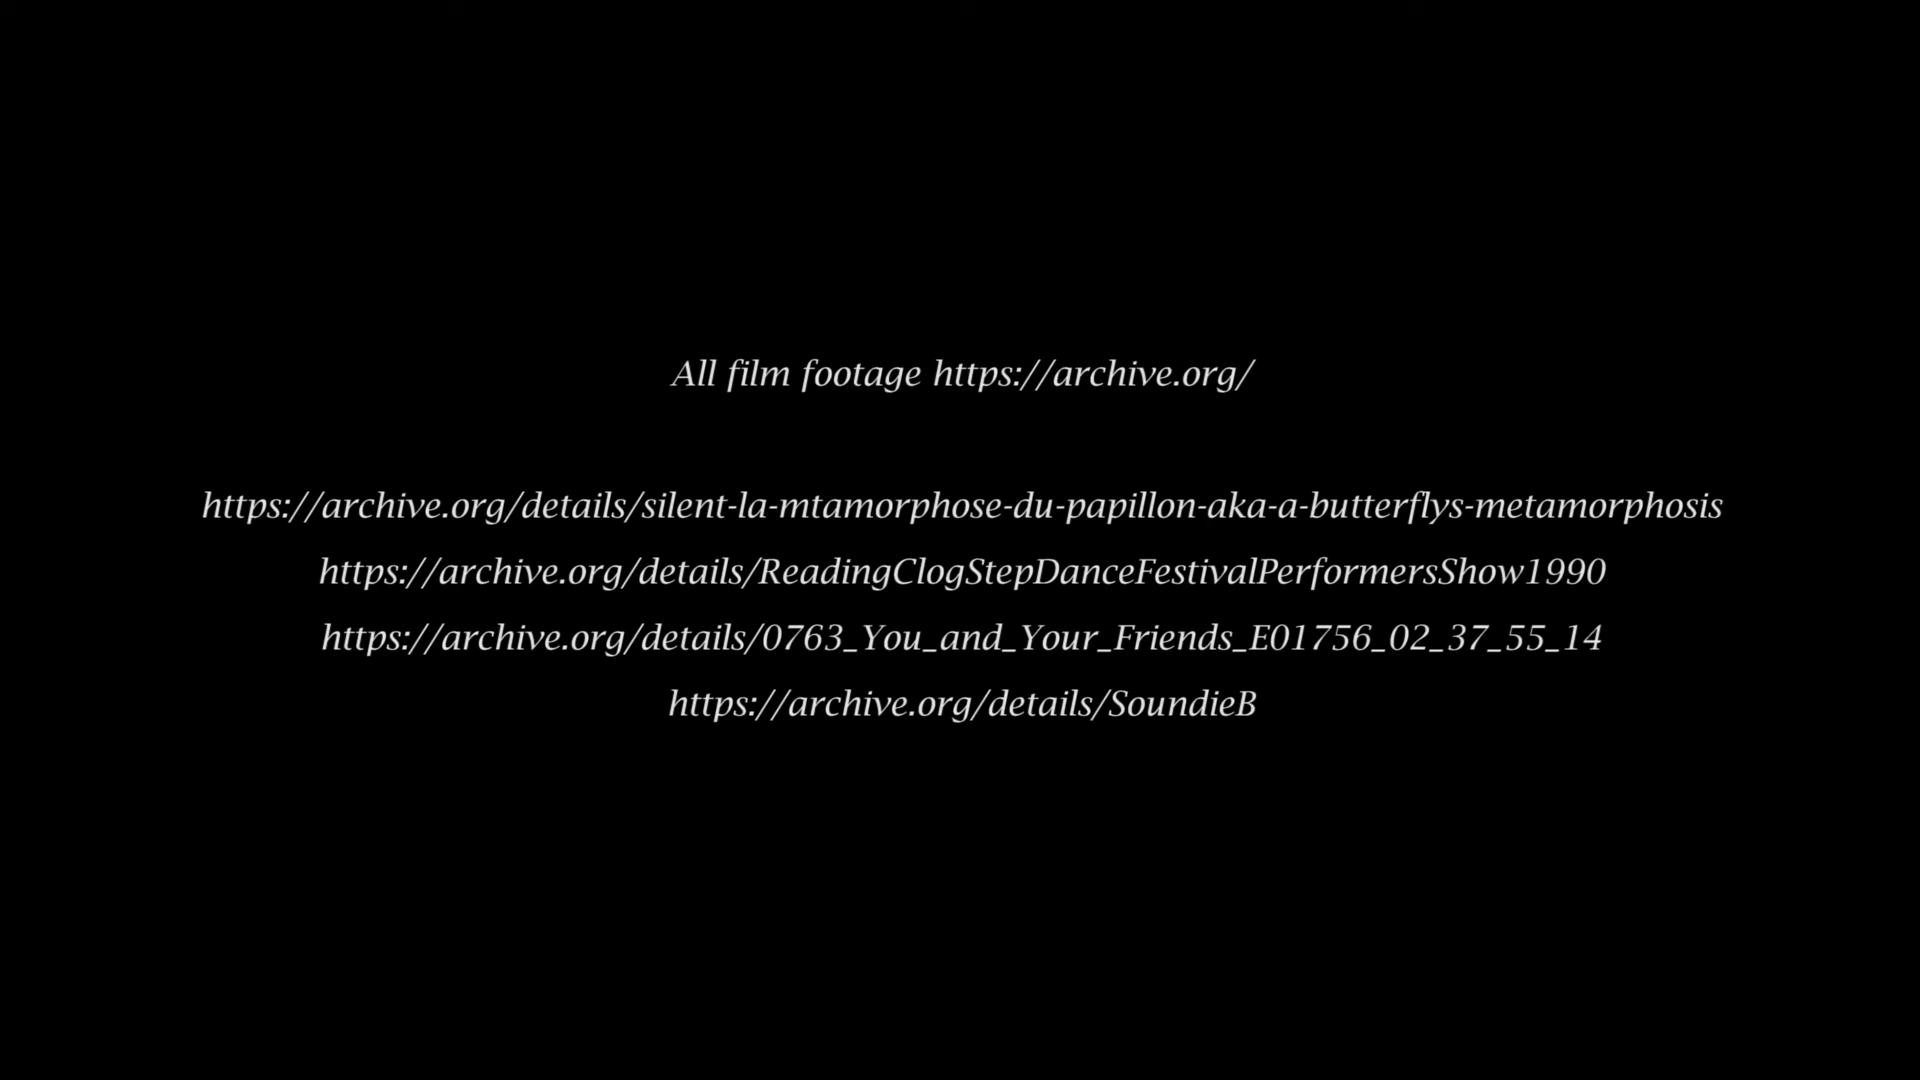 All film footage https://archive.org/
https://archive.org/details/silent-la-mtamorphose-du-papillon-aka-a-butterflys-metamorphosis
https://archive.org/details/ReadingClogStepDanceFestivalPerformersShow1990
https://archive.org/details/0763_You_and_Your_Friends_E01756_02_37_55_14
https://archive.org/details/SoundieB